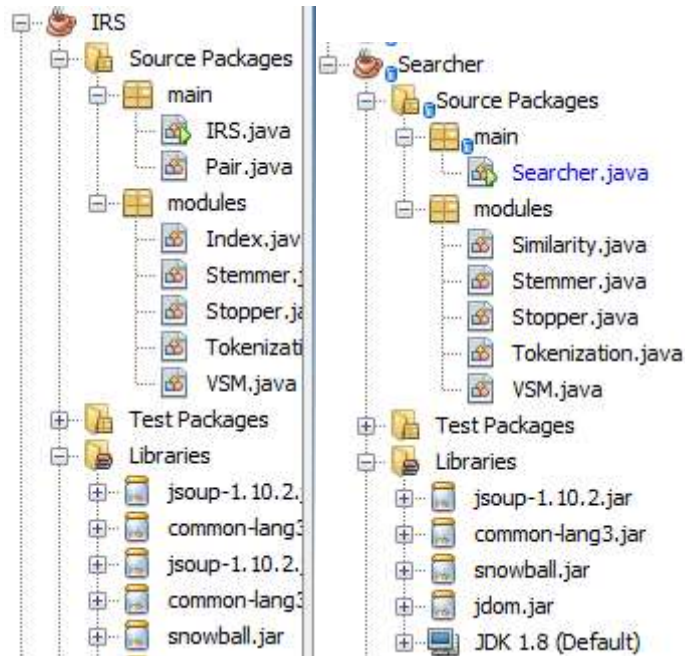 IRS
Source Packages
main
IRS.java
Pair.java
modules
Index.jav
Stemmer.j
Stopper.ja
Tokenizati
VSM.java
Test Packages
Libraries
jsoup-1.10.2.j
common-lang3
jsoup-1.10.2.
common-lang3
snowball.jar
Searcher
Source Packages
main
Searcher.java
modules
Similarity.java
Stemmer.java
Stopper.java
Tokenization.java
VSM.java
Test Packages
Libraries
jsoup-1.10.2.jar
common-lang3.jar
snowball.jar
jdom.jar
JDK 1.8 (Default)